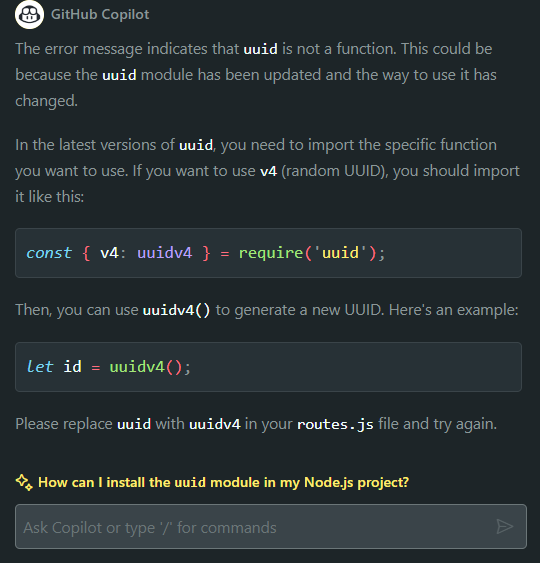 GitHub Copilot
The error message indicates that uuid is not a function. This could be
because the uuid module has been updated and the way to use it has
changed.
In the latest versions of uuid, you need to import the specific function
you want to use. If you want to use v4 (random UUID), you should import
it like this:
const { v4: uuidv4 } = require('uuid');
Then, you can use uuidv4() to generate a new UUID. Here's an example:
let id = uuidv4();
Please replace uuid with uuidv4 in your routes.js file and try again.
How can I install the uuid module in my Node.js project?
Ask Copilot or type '/' for commands